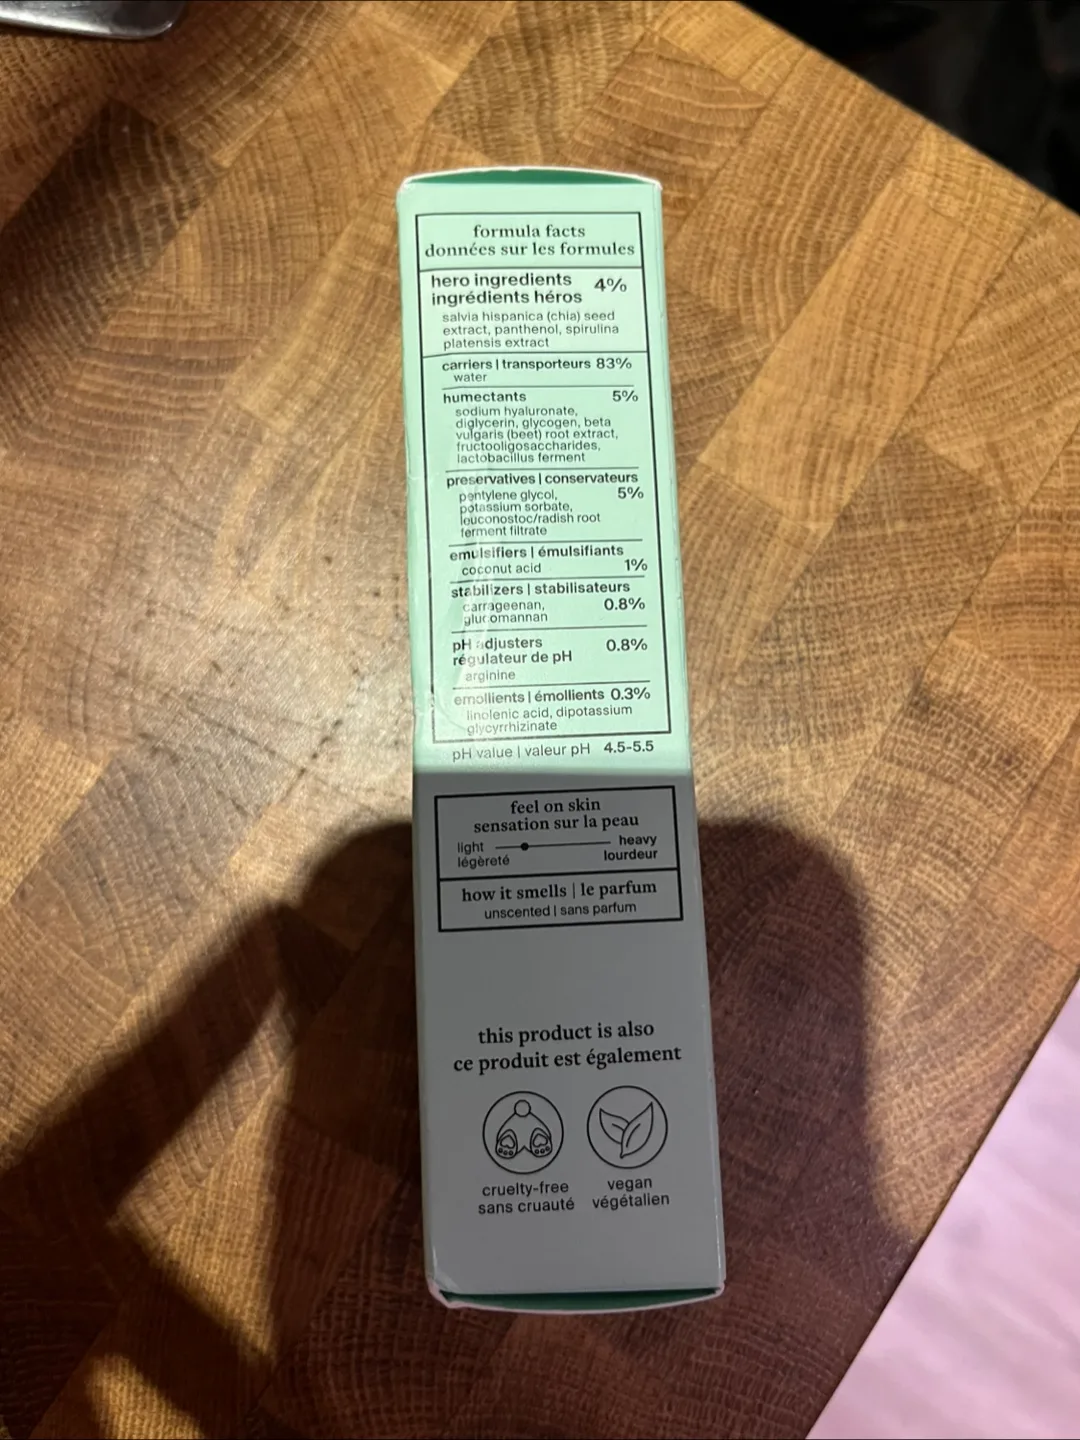 formula facts
données sur les formules
hero ingredients 4%
ingrédients héros
salvia hispanica (chia) seed
extract, panthenol, spirulina
platensis extract
carriers | transporteurs 83%
water
humectants 5%
sodium hyaluronate,
diglycerin, glycogen, beta
vulgaris (beet) root extract,
fructooligosaccharides,
lactobacillus ferment
preservatives | conservateurs
pentylene glycol, 5%
potassium sorbate,
leuconostoc/radish root
ferment filtrate
emulsifiers | émulsifiants
coconut acid 1%
stabilizers | stabilisateurs
carrageenan, 0.8%
glucomannan
pH adjusters 0.8%
régulateur de pH
arginine
emollients | émollients 0.3%
linolenic acid, dipotassium
glycyrrhizinate
pH value | valeur pH 4.5-5.5
feel on skin
sensation sur la peau
light heavy
légèreté lourdeur
how it smells | le parfum
unscented | sans parfum
this product is also
ce produit est également
cruelty-free vegan
sans cruauté végétalien